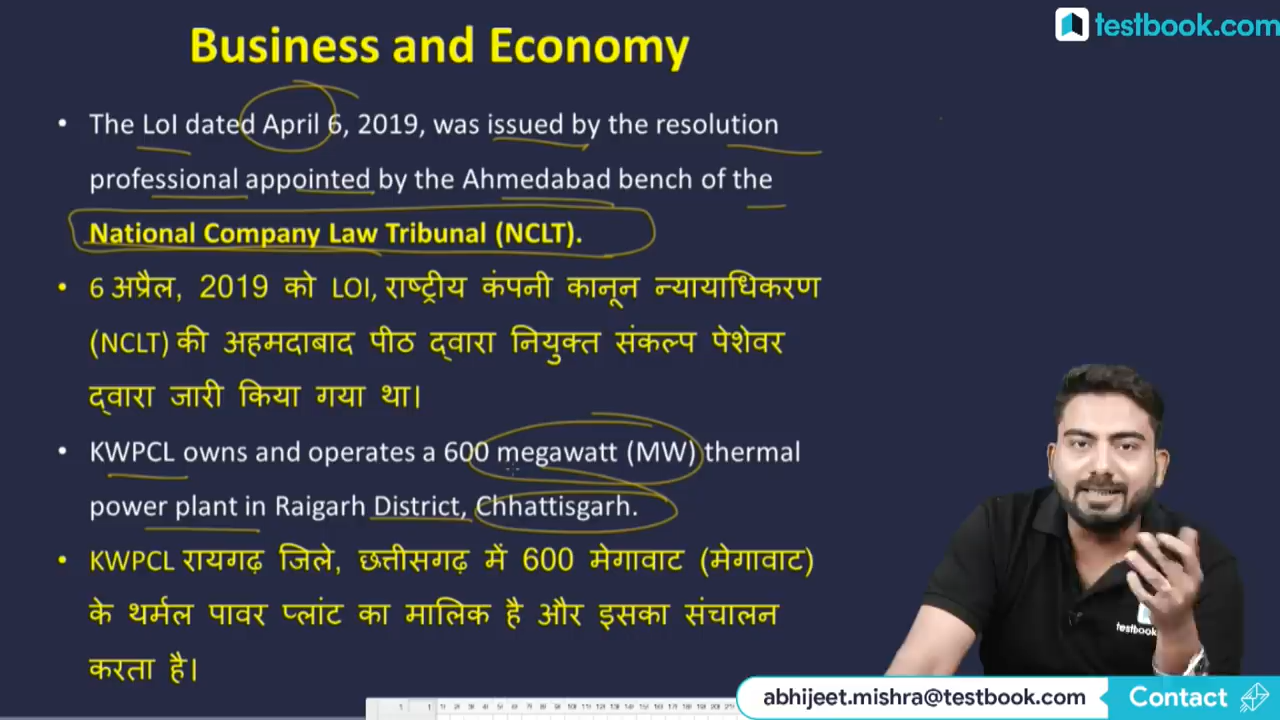 testbook.com
Business and Economy
• The LoI dated April 6, 2019, was issued by the resolution
professional appointed by the Ahmedabad bench of the
National Company Law Tribunal (NCLT).
• 6 अप्रैल, 2019 को LOI, राष्ट्रीय कंपनी कानून न्यायाधिकरण
(NCLT) की अहमदाबाद पीठ द्वारा नियुक्त संकल्प पेशेवर
द्वारा जारी किया गया था।
• KWPCL owns and operates a 600 megawatt (MW) thermal
power plant in Raigarh District, Chhattisgarh.
• KWPCL रायगढ़ जिले, छत्तीसगढ़ में 600 मेगावाट (मेगावाट)
के थर्मल पावर प्लांट का मालिक है और इसका संचालन
करता है।
testbook
abhijeet.mishra@testbook.com
Contact